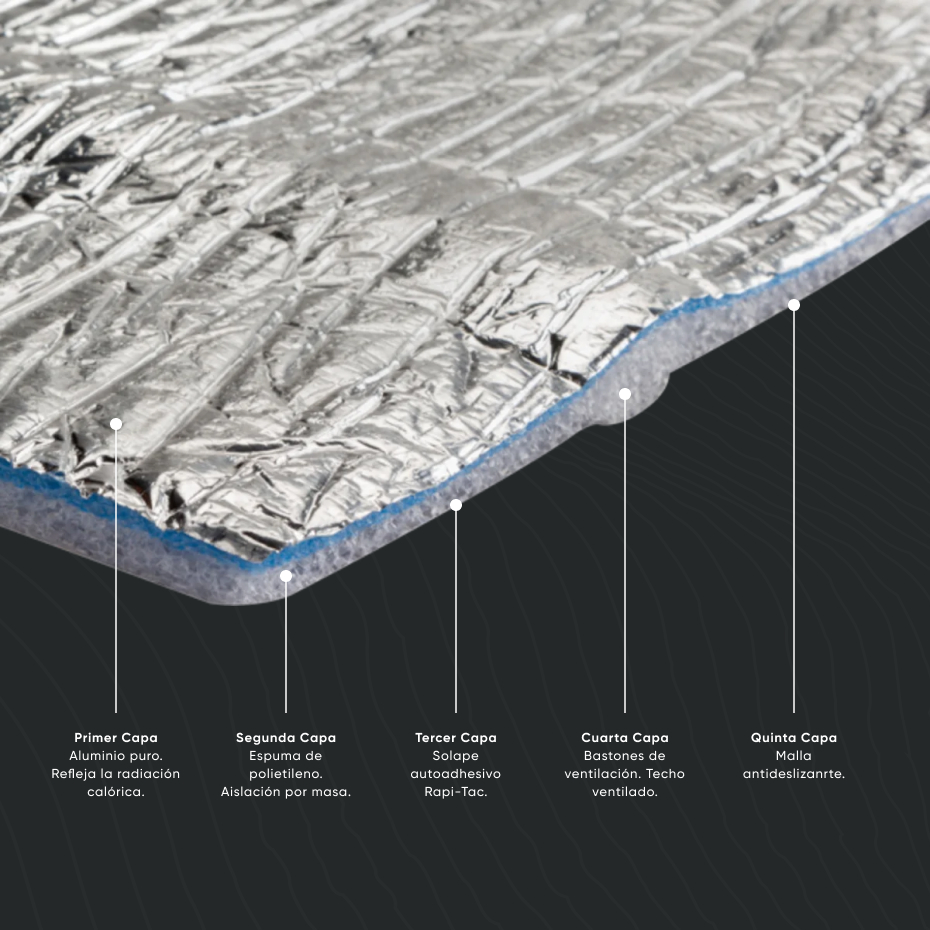 Primer Capa
Aluminio puro.
Refleja la radiación
calórica.
Segunda Capa
Espuma de
polietileno.
Aislación por masa.
Tercer Capa
Solape
autoadhesivo
Rapi-Tac.
Cuarta Capa
Bastones de
ventilación. Techo
ventilado.
Quinta Capa
Malla
antideslizanrte.